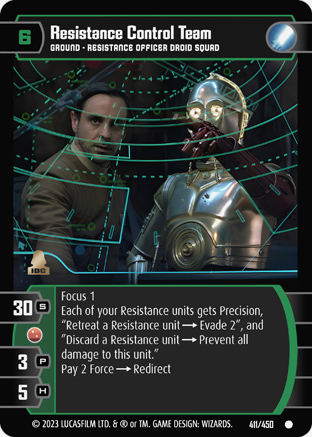 6
Resistance Control Team
GROUND - RESISTANCE OFFICER DROID SQUAD
IDC
30 S
3 P
5 H
Focus 1
Each of your Resistance units gets Precision,
“Retreat a Resistance unit → Evade 2”, and
“Discard a Resistance unit → Prevent all
damage to this unit.”
Pay 2 Force → Redirect
© 2023 LUCASFILM LTD. & ® or TM. GAME DESIGN: WIZARDS.
411/450